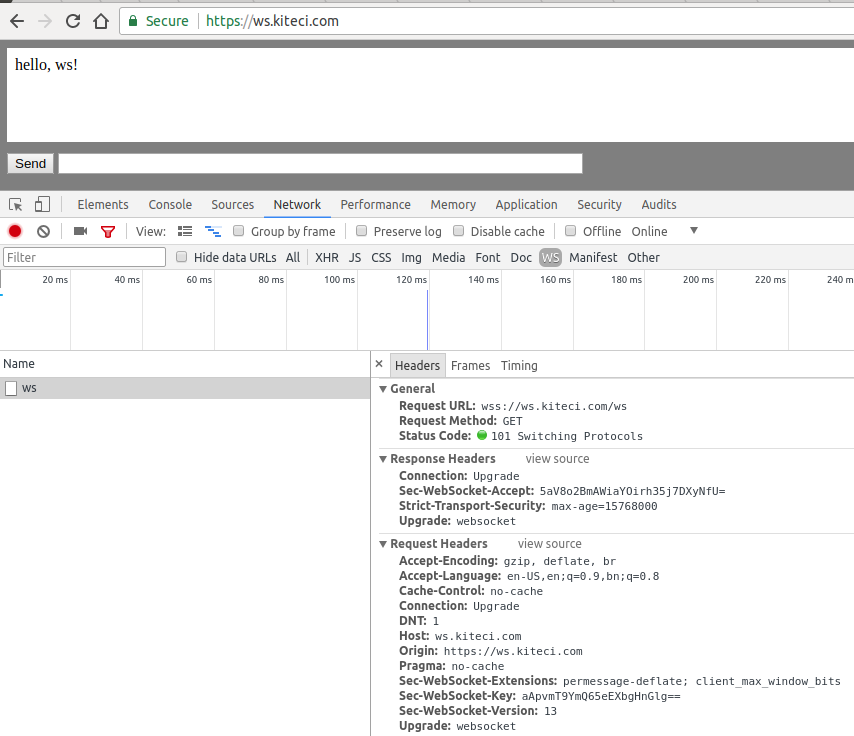 Secure https://ws.kiteci.com
hello, ws!
Send
Elements Console Sources Network Performance Memory Application Security Audits
View: Group by frame Preserve log Disable cache Offline Online
Filter Hide data URLs All XHR JS CSS Img Media Font Doc WS Manifest Other
20 ms 40 ms 60 ms 80 ms 100 ms 120 ms 140 ms 160 ms 180 ms 200 ms 220 ms 240 m
Name
ws
× Headers Frames Timing
General
Request URL: wss://ws.kiteci.com/ws
Request Method: GET
Status Code: 101 Switching Protocols
Response Headers view source
Connection: Upgrade
Sec-WebSocket-Accept: 5aV8o2BmAWiaYOirh35j7DXyNfU=
Strict-Transport-Security: max-age=15768000
Upgrade: websocket
Request Headers view source
Accept-Encoding: gzip, deflate, br
Accept-Language: en-US,en;q=0.9,bn;q=0.8
Cache-Control: no-cache
Connection: Upgrade
DNT: 1
Host: ws.kiteci.com
Origin: https://ws.kiteci.com
Pragma: no-cache
Sec-WebSocket-Extensions: permessage-deflate; client_max_window_bits
Sec-WebSocket-Key: aApvmT9YmQ65eEXbgHnGlg==
Sec-WebSocket-Version: 13
Upgrade: websocket